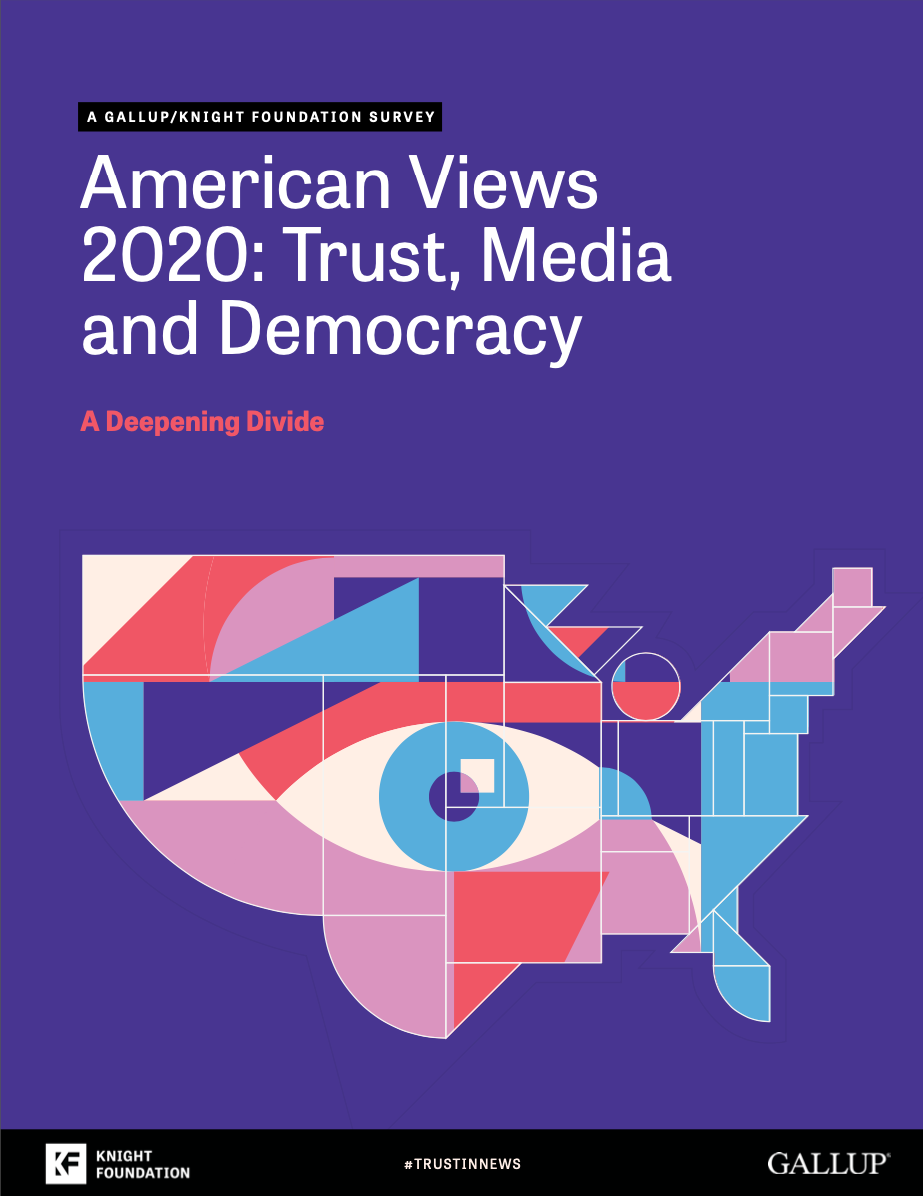 A GALLUP/KNIGHT FOUNDATION SURVEY
American Views
2020: Trust, Media
and Democracy
A Deepening Divide
KF
KNIGHT
FOUNDATION
#TRUSTINNEWS
GALLUP®